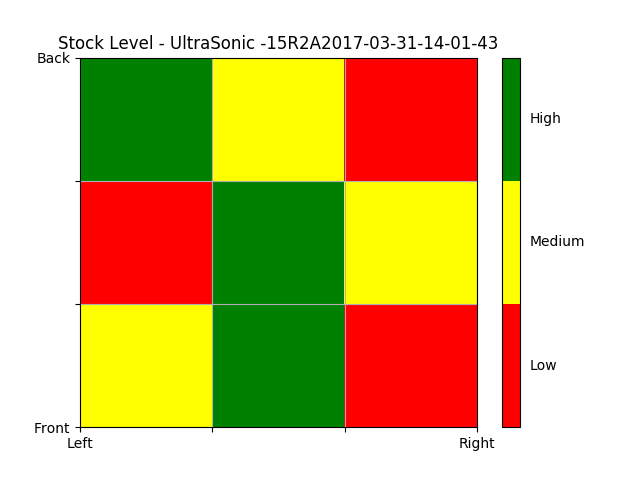 Stock Level - UltraSonic -15R2A2017-03-31-14-01-43
Back
High
Medium
Low
Front
Left
Right